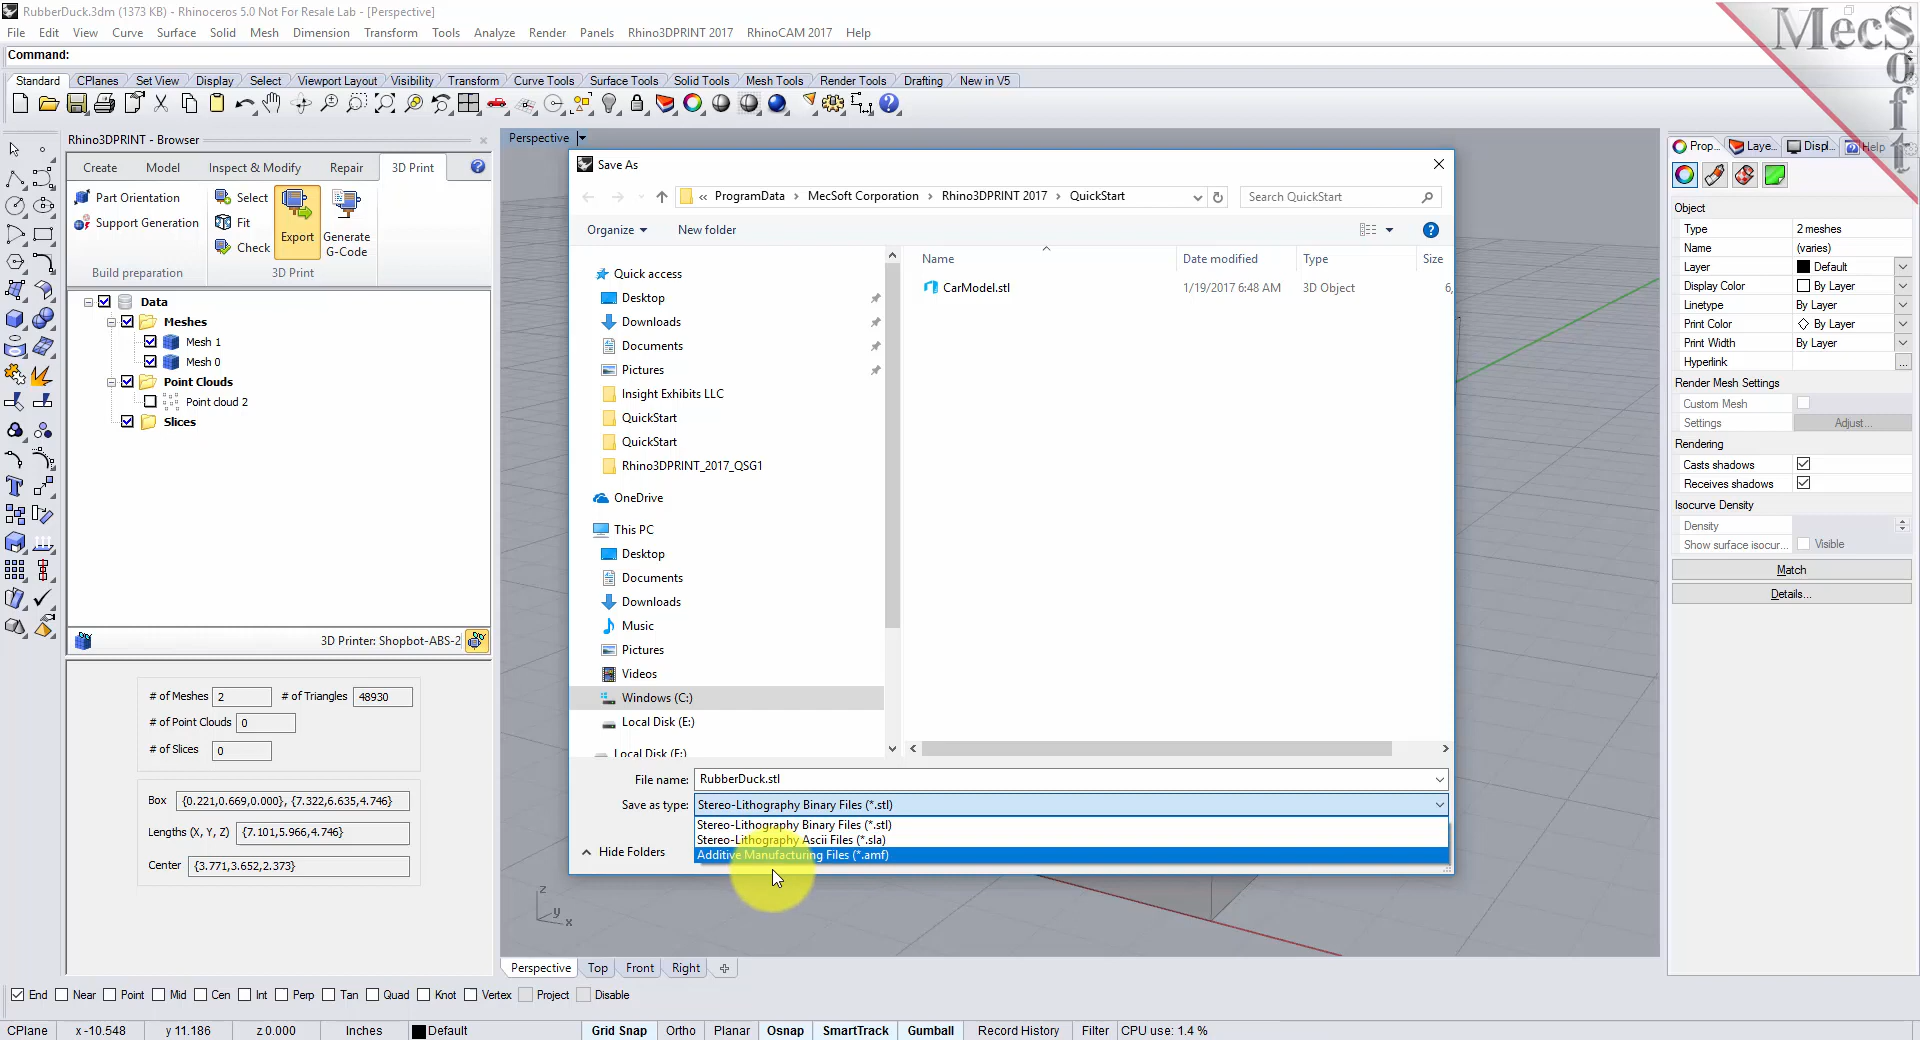 RubberDuck.3dm (1373 KB) - Rhinoceros 5.0 Not For Resale Lab - [Perspective]
File Edit View Curve Surface Solid Mesh Dimension Transform Tools Analyze Render Panels Rhino3DPRINT 2017 RhinoCAM 2017 Help
MecSoft
Command:
Standard CPlanes Set View Display Select Viewport Layout Visibility Transform Curve Tools Surface Tools Solid Tools Mesh Tools Render Tools Drafting New in V5
Rhino3DPRINT - Browser
Create Model Inspect & Modify Repair 3D Print
Part Orientation
Support Generation
Build preparation
Select
Fit
Check
Export
Generate
G-Code
3D Print
Data
Meshes
Mesh 1
Mesh 0
Point Clouds
Point cloud 2
Slices
3D Printer: Shopbot-ABS-2
# of Meshes 2 # of Triangles 48930
# of Point Clouds 0
# of Slices 0
Box {0.221,0.669,0.000}, {7.322,6.635,4.746}
Lengths (X, Y, Z) {7.101,5.966,4.746}
Center {3.771,3.652,2.373}
Perspective
Save As
« ProgramData > MecSoft Corporation > Rhino3DPRINT 2017 > QuickStart
Search QuickStart
Organize New folder
Quick access
Desktop
Downloads
Documents
Pictures
Insight Exhibits LLC
QuickStart
QuickStart
Rhino3DPRINT_2017_QSG1
OneDrive
This PC
Desktop
Documents
Downloads
Music
Pictures
Videos
Windows (C:)
Local Disk (E:)
Local Disk (F:)
Name Date modified Type Size
CarModel.stl 1/19/2017 6:48 AM 3D Object 6,
File name: RubberDuck.stl
Save as type: Stereo-Lithography Binary Files (*.stl)
Stereo-Lithography Binary Files (*.stl)
Stereo-Lithography Ascii Files (*.sla)
Additive Manufacturing Files (*.amf)
Hide Folders
z
y
x
Perspective Top Front Right
Prop... Laye... Displ... Help
Object
Type 2 meshes
Name (varies)
Layer Default
Display Color By Layer
Linetype By Layer
Print Color By Layer
Print Width By Layer
Hyperlink ...
Render Mesh Settings
Custom Mesh
Settings Adjust...
Rendering
Casts shadows
Receives shadows
Isocurve Density
Density
Show surface isocur... Visible
Match
Details...
End Near Point Mid Cen Int Perp Tan Quad Knot Vertex Project Disable
CPlane x -10.548 y 11.186 z 0.000 Inches Default Grid Snap Ortho Planar Osnap SmartTrack Gumball Record History Filter CPU use: 1.4 %